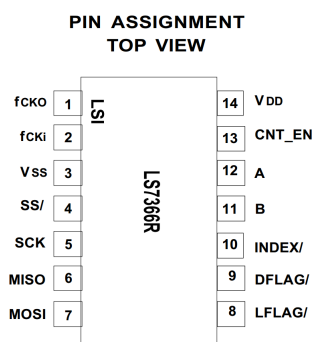 PIN ASSIGNMENT
TOP VIEW
fCKO 1
fCKi 2
VSS 3
SS/ 4
SCK 5
MISO 6
MOSI 7
LSI
LS7366R
14 VDD
13 CNT_EN
12 A
11 B
10 INDEX/
9 DFLAG/
8 LFLAG/